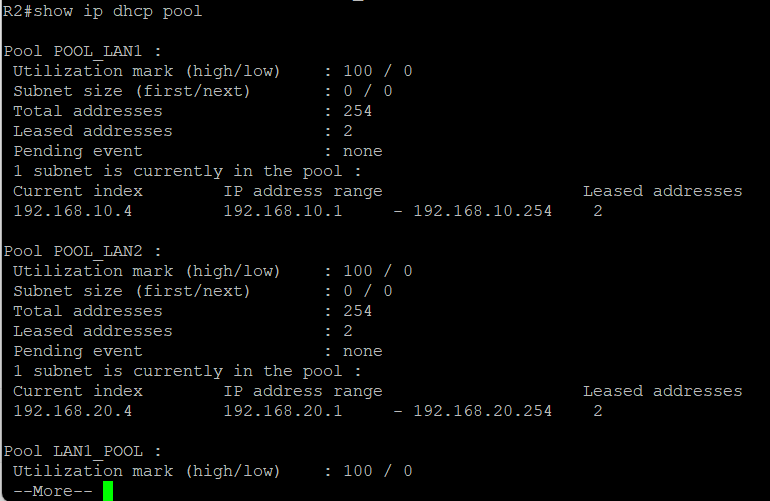 R2#show ip dhcp pool
Pool POOL_LAN1 :
Utilization mark (high/low) : 100 / 0
Subnet size (first/next) : 0 / 0
Total addresses : 254
Leased addresses : 2
Pending event : none
1 subnet is currently in the pool :
Current index IP address range Leased addresses
192.168.10.4 192.168.10.1 - 192.168.10.254 2
Pool POOL_LAN2 :
Utilization mark (high/low) : 100 / 0
Subnet size (first/next) : 0 / 0
Total addresses : 254
Leased addresses : 2
Pending event : none
1 subnet is currently in the pool :
Current index IP address range Leased addresses
192.168.20.4 192.168.20.1 - 192.168.20.254 2
Pool LAN1_POOL :
Utilization mark (high/low) : 100 / 0
--More--